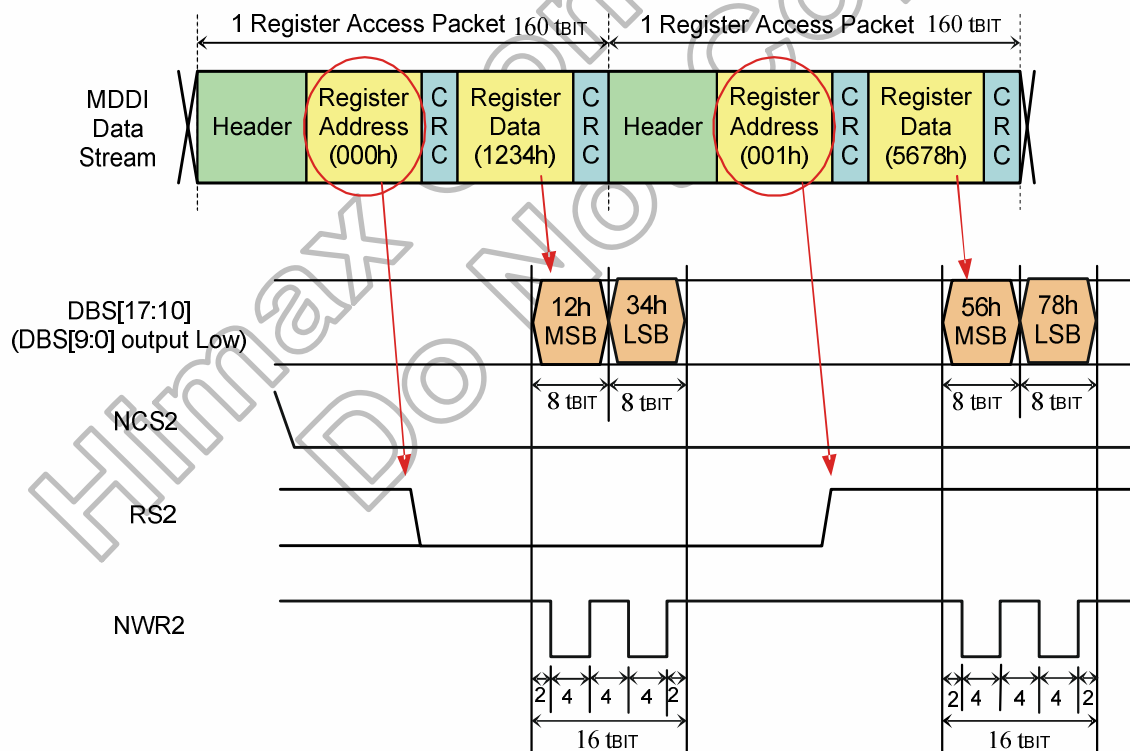 1 Register Access Packet 160 tBIT
1 Register Access Packet 160 tBIT
MDDI
Data
Stream
Header
Register
Address
(000h)
C
R
C
Register
Data
(1234h)
C
R
C
Header
Register
Address
(001h)
C
R
C
Register
Data
(5678h)
C
R
C
DBS[17:10]
(DBS[9:0] output Low)
12h
MSB
34h
LSB
56h
MSB
78h
LSB
8 tBIT
8 tBIT
8 tBIT
8 tBIT
NCS2
RS2
NWR2
2
4
4
4
2
2
4
4
4
2
16 tBIT
16 tBIT
Himax
Do No